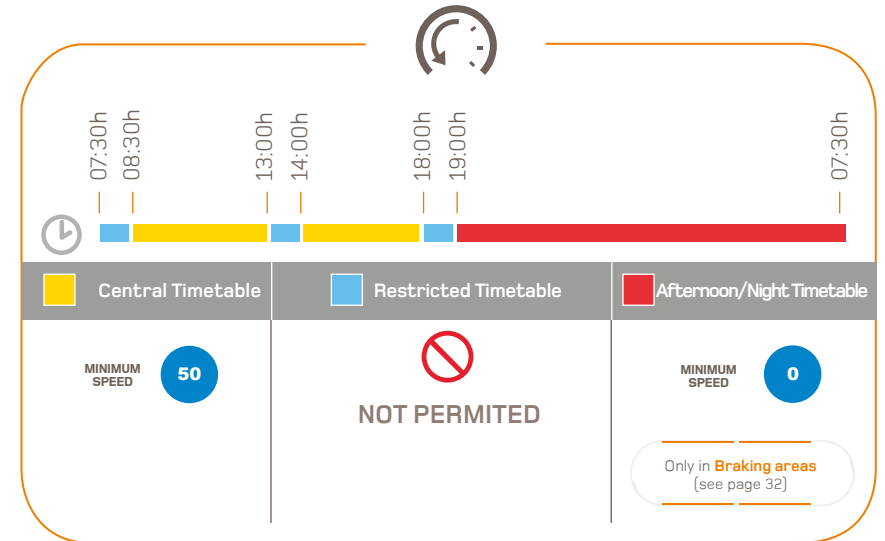 07:30h
08:30h
13:00h
14:00h
18:00h
19:00h
07:30h
Central Timetable
Restricted Timetable
Afternoon/Night Timetable
MINIMUM
SPEED
50
NOT PERMITED
MINIMUM
SPEED
0
Only in Braking areas
(see page 32)